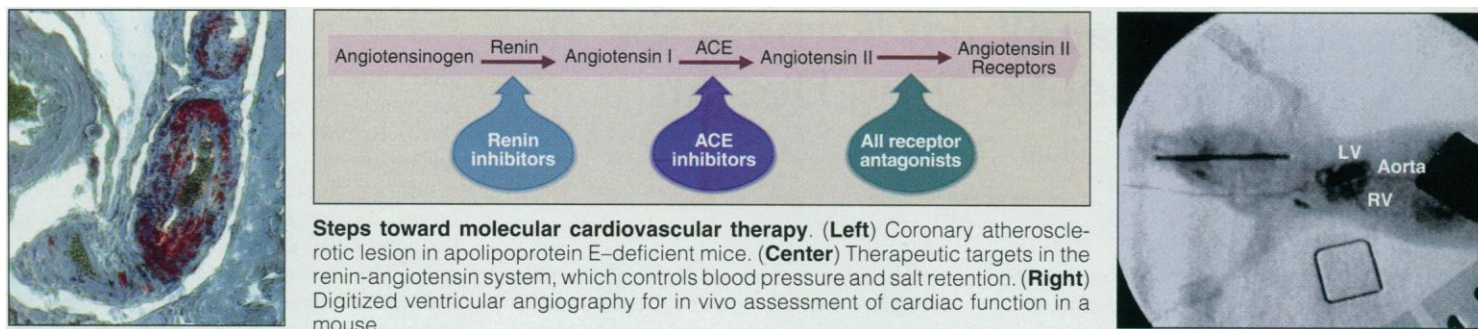 Angiotensinogen Renin Angiotensin I ACE Angiotensin II Angiotensin II
Receptors
Renin
inhibitors
ACE
inhibitors
AII receptor
antagonists
LV
Aorta
RV
Steps toward molecular cardiovascular therapy. (Left) Coronary atheroscle-
rotic lesion in apolipoprotein E–deficient mice. (Center) Therapeutic targets in the
renin-angiotensin system, which controls blood pressure and salt retention. (Right)
Digitized ventricular angiography for in vivo assessment of cardiac function in a
mouse